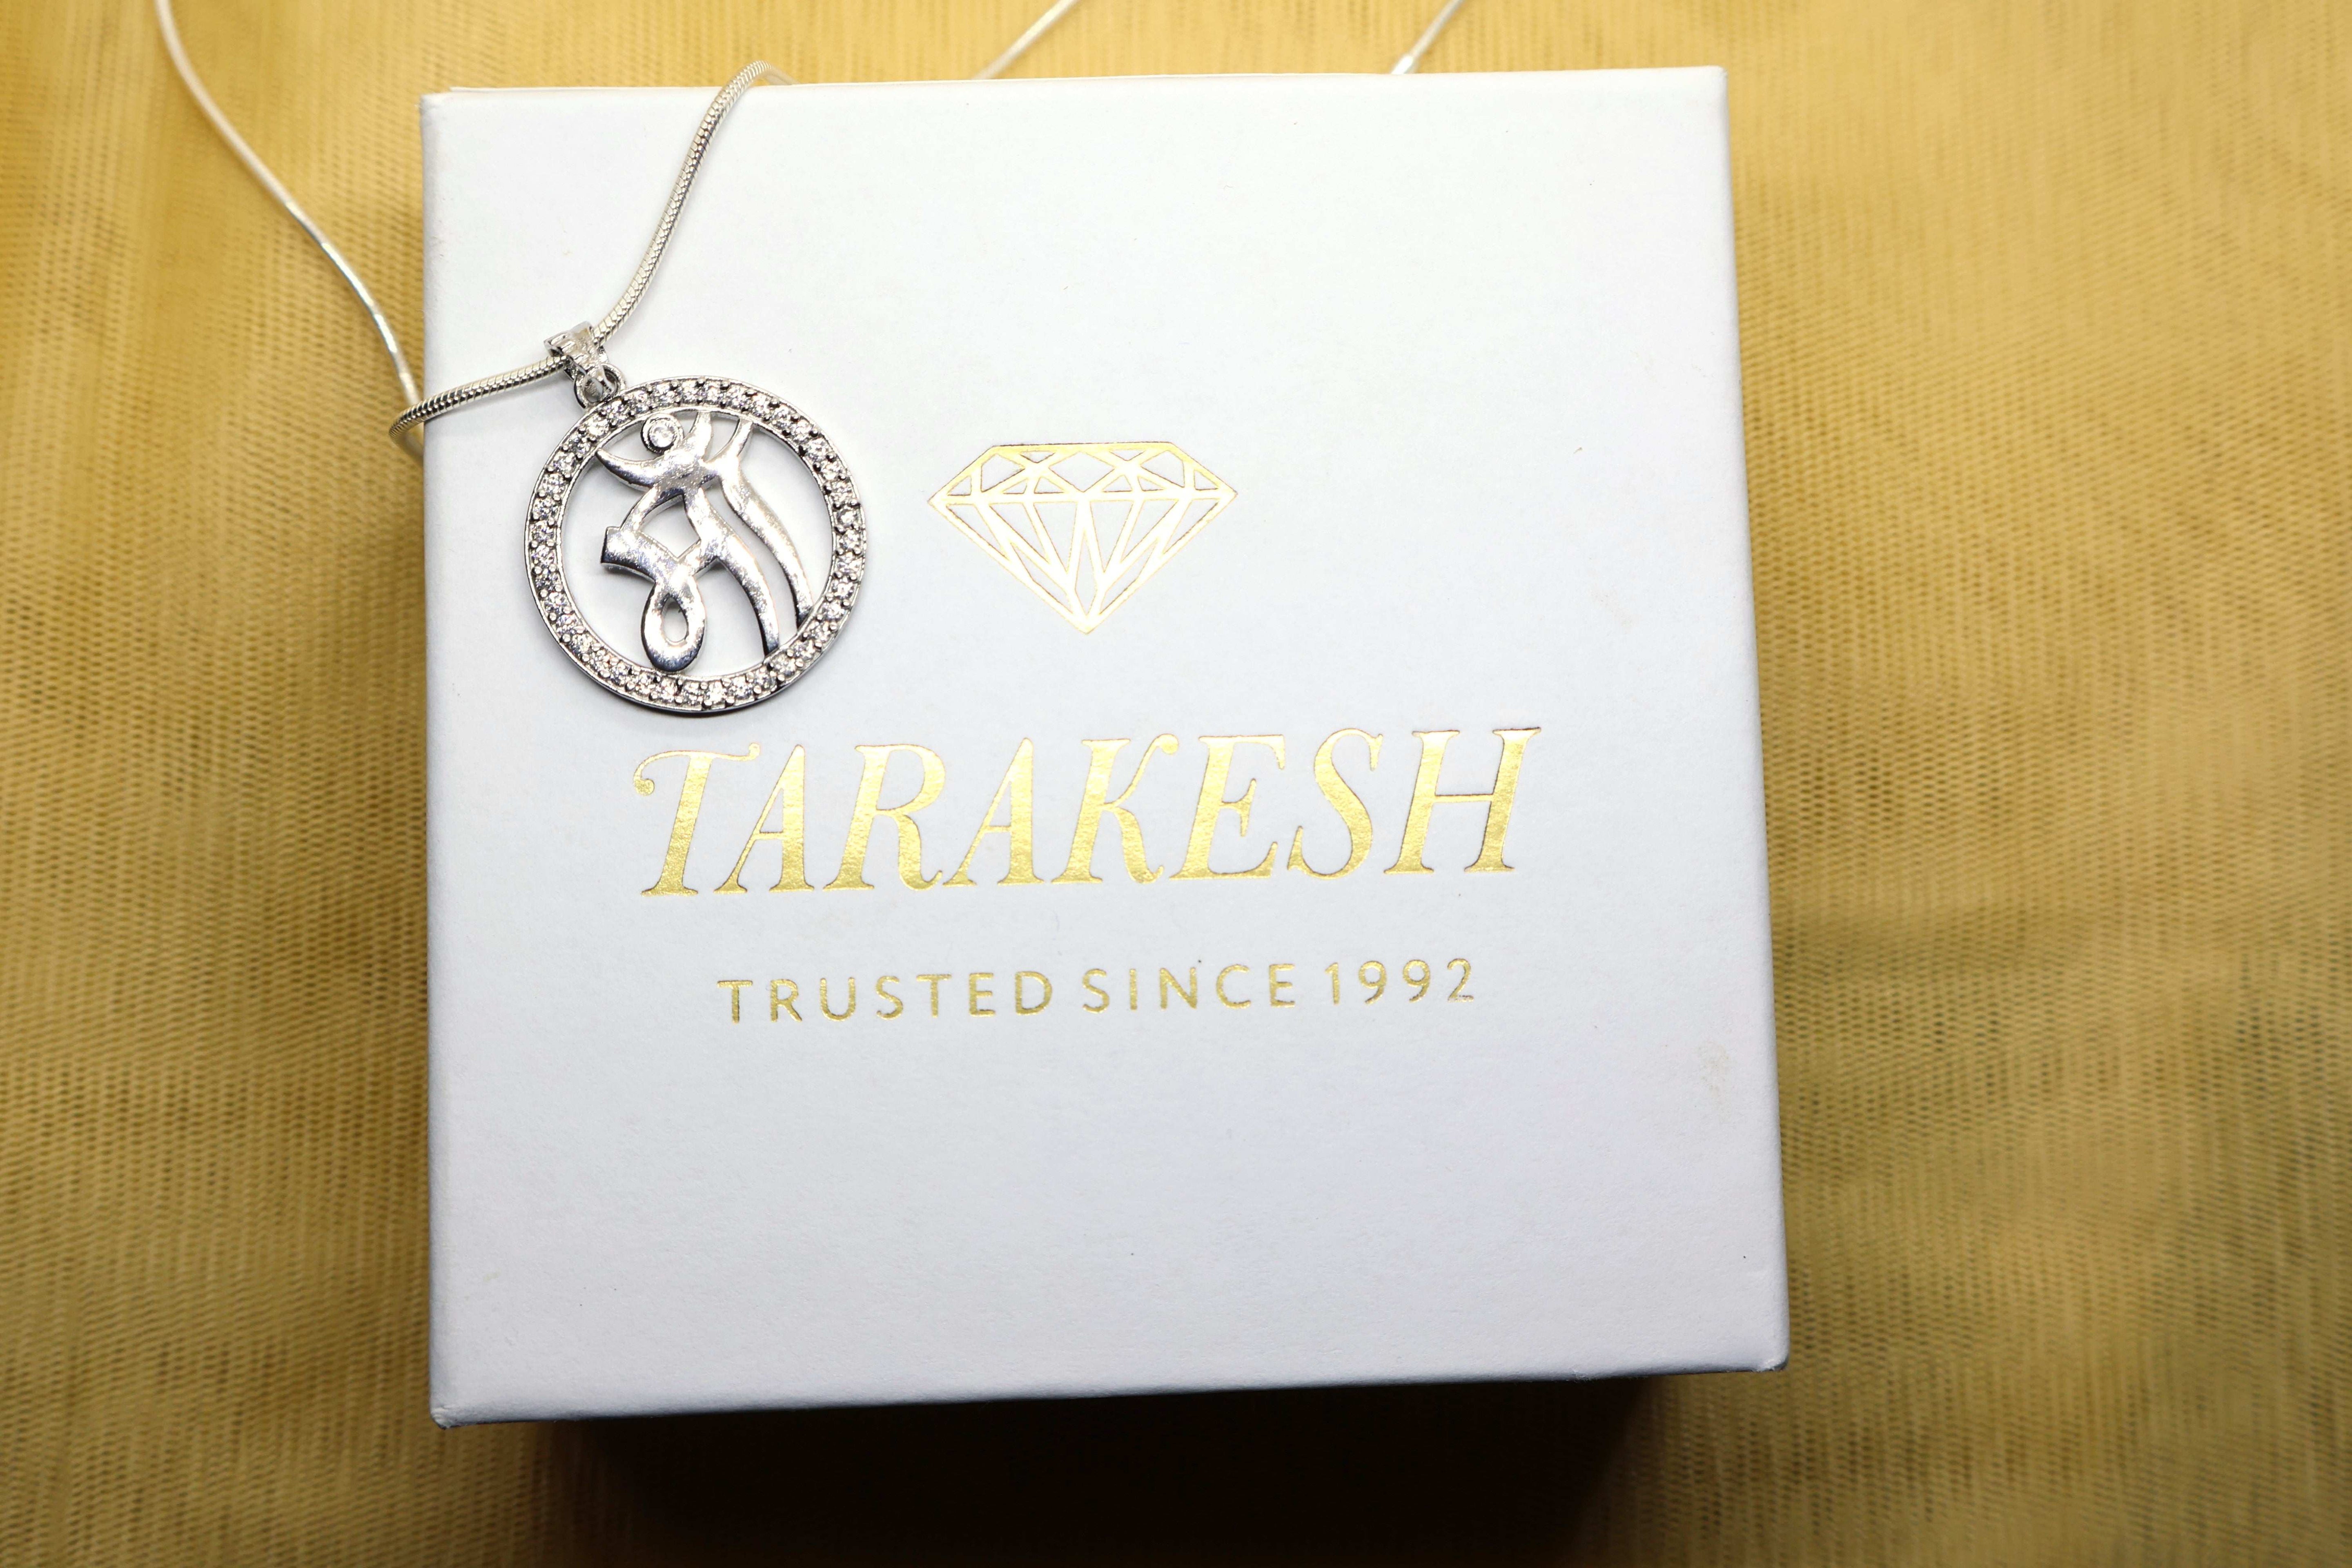 माँ
TARAKESH
TRUSTED SINCE 1992